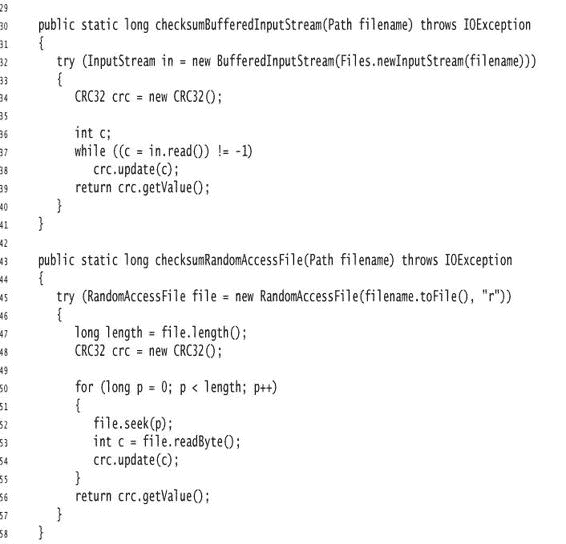 29
30 public static long checksumBufferedInputStream(Path filename) throws IOException
31 {
32    try (InputStream in = new BufferedInputStream(Files.newInputStream(filename)))
33    {
34       CRC32 crc = new CRC32();
35
36       int c;
37       while ((c = in.read()) != -1)
38          crc.update(c);
39       return crc.getValue();
40    }
41 }
42
43 public static long checksumRandomAccessFile(Path filename) throws IOException
44 {
45    try (RandomAccessFile file = new RandomAccessFile(filename.toFile(), "r"))
46    {
47       long length = file.length();
48       CRC32 crc = new CRC32();
49
50       for (long p = 0; p < length; p++)
51       {
52          file.seek(p);
53          int c = file.readByte();
54          crc.update(c);
55       }
56       return crc.getValue();
57    }
58 }